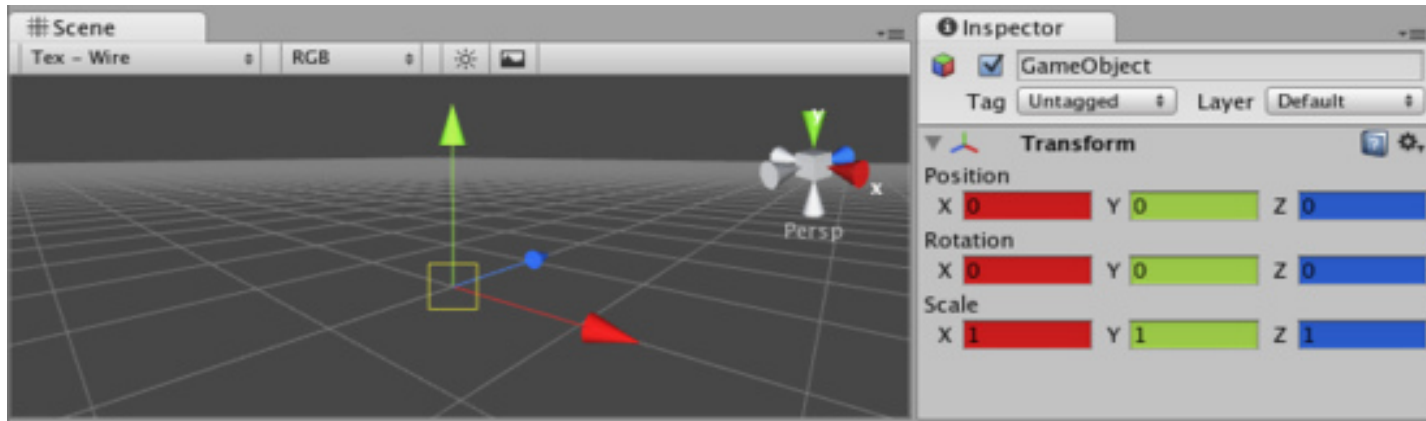 Scene
Tex - Wire RGB
y
x
Persp
Inspector
GameObject
Tag Untagged Layer Default
Transform
Position
X 0 Y 0 Z 0
Rotation
X 0 Y 0 Z 0
Scale
X 1 Y 1 Z 1